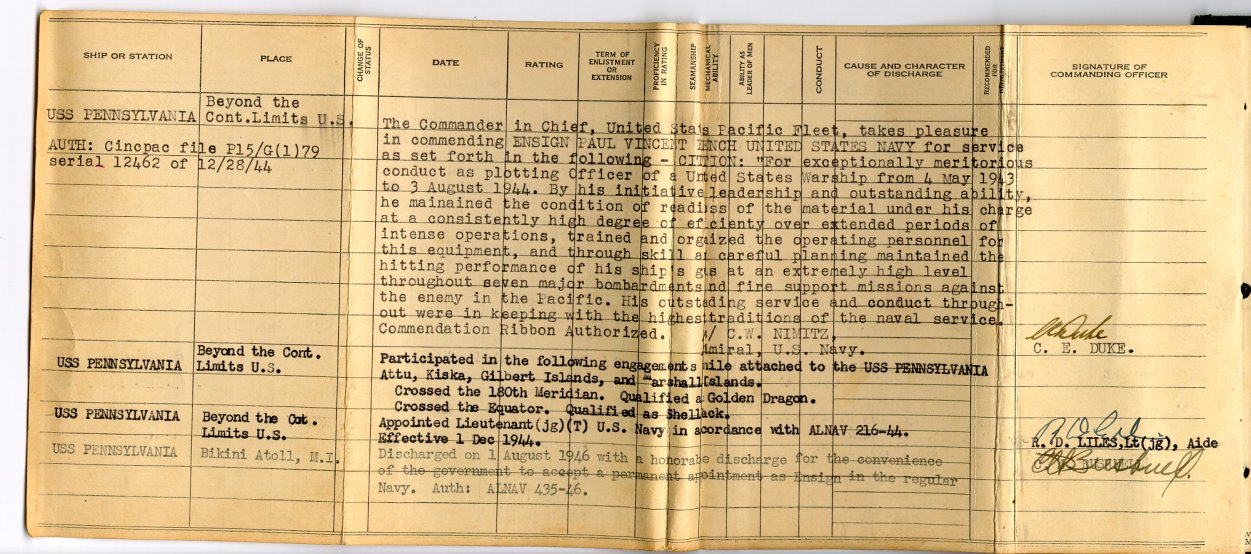 SHIP OR STATION
PLACE
CHANGE OF STATUS
DATE
RATING
TERM OF ENLISTMENT OR EXTENSION
PROFICIENCY IN RATING
SEAMANSHIP
MECHANICAL ABILITY
ABILITY AS LEADER OF MEN
CONDUCT
CAUSE AND CHARACTER OF DISCHARGE
RECOMMENDED FOR
SIGNATURE OF COMMANDING OFFICER
USS PENNSYLVANIA
Beyond the
Cont.Limits U.S.
AUTH: Cincpac file P15/G(1)79
serial 12462 of 12/28/44
The Commander in Chief, United Stais Pacific Fleet, takes pleasure
in commending ENSIGN PAUL VINCENT ENCH UNITED STATES NAVY for service
as set forth in the following - CITION: "For exceptionally meritorious
conduct as plotting Officer of a Unted States Warship from 4 May 1943
to 3 August 1944. By his initiative leadership and outstanding ability,
he mainained the condition of readiss of the material under his charge
at a consistently high degree of eficienty over extended periods of
intense operations, trained and orgaized the operating personnel for
this equipment, and through skill an careful planning maintained the
hitting performance of his ship's gus at an extremely high level
throughout seven major bombardments nd fire support missions against
the enemy in the Pacific. His outstading service and conduct through-
out were in keeping with the highest traditions of the naval service.
Commendation Ribbon Authorized. / C.W. NIMITZ,
dmiral, U.S. Navy.
C. E. DUKE.
USS PENNSYLVANIA
Beyond the Cont.
Limits U.S.
Participated in the following engagements hile attached to the USS PENNSYLVANIA
Attu, Kiska, Gilbert Islands, and Marshall Islands.
Crossed the 180th Meridian. Qualified a Golden Dragon.
Crossed the Equator. Qualified as Shellack.
USS PENNSYLVANIA
Beyond the Cot.
Limits U.S.
Appointed Lieutenant(jg)(T) U.S. Navy in acordance with ALNAV 216-44.
Effective 1 Dec 1944.
R. D. LILES,Lt(jg), Aide
USS PENNSYLVANIA
Bikini Atoll, M.I.
Discharged on 1 August 1946 with a honorabe discharge for the convenience
of the government to accept a permanent apointment as Ensign in the regular
Navy. Auth: ALNAV 435-46.